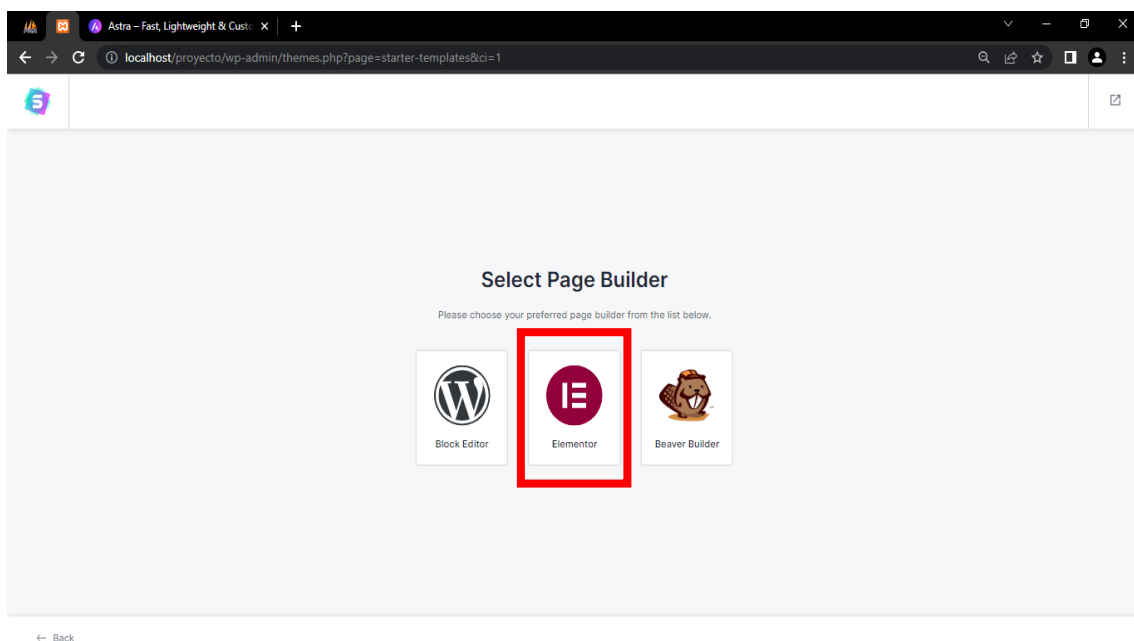 Astra – Fast, Lightweight & Custo
localhost/proyecto/wp-admin/themes.php?page=starter-templates&ci=1
Select Page Builder
Please choose your preferred page builder from the list below.
Block Editor
Elementor
Beaver Builder
← Back